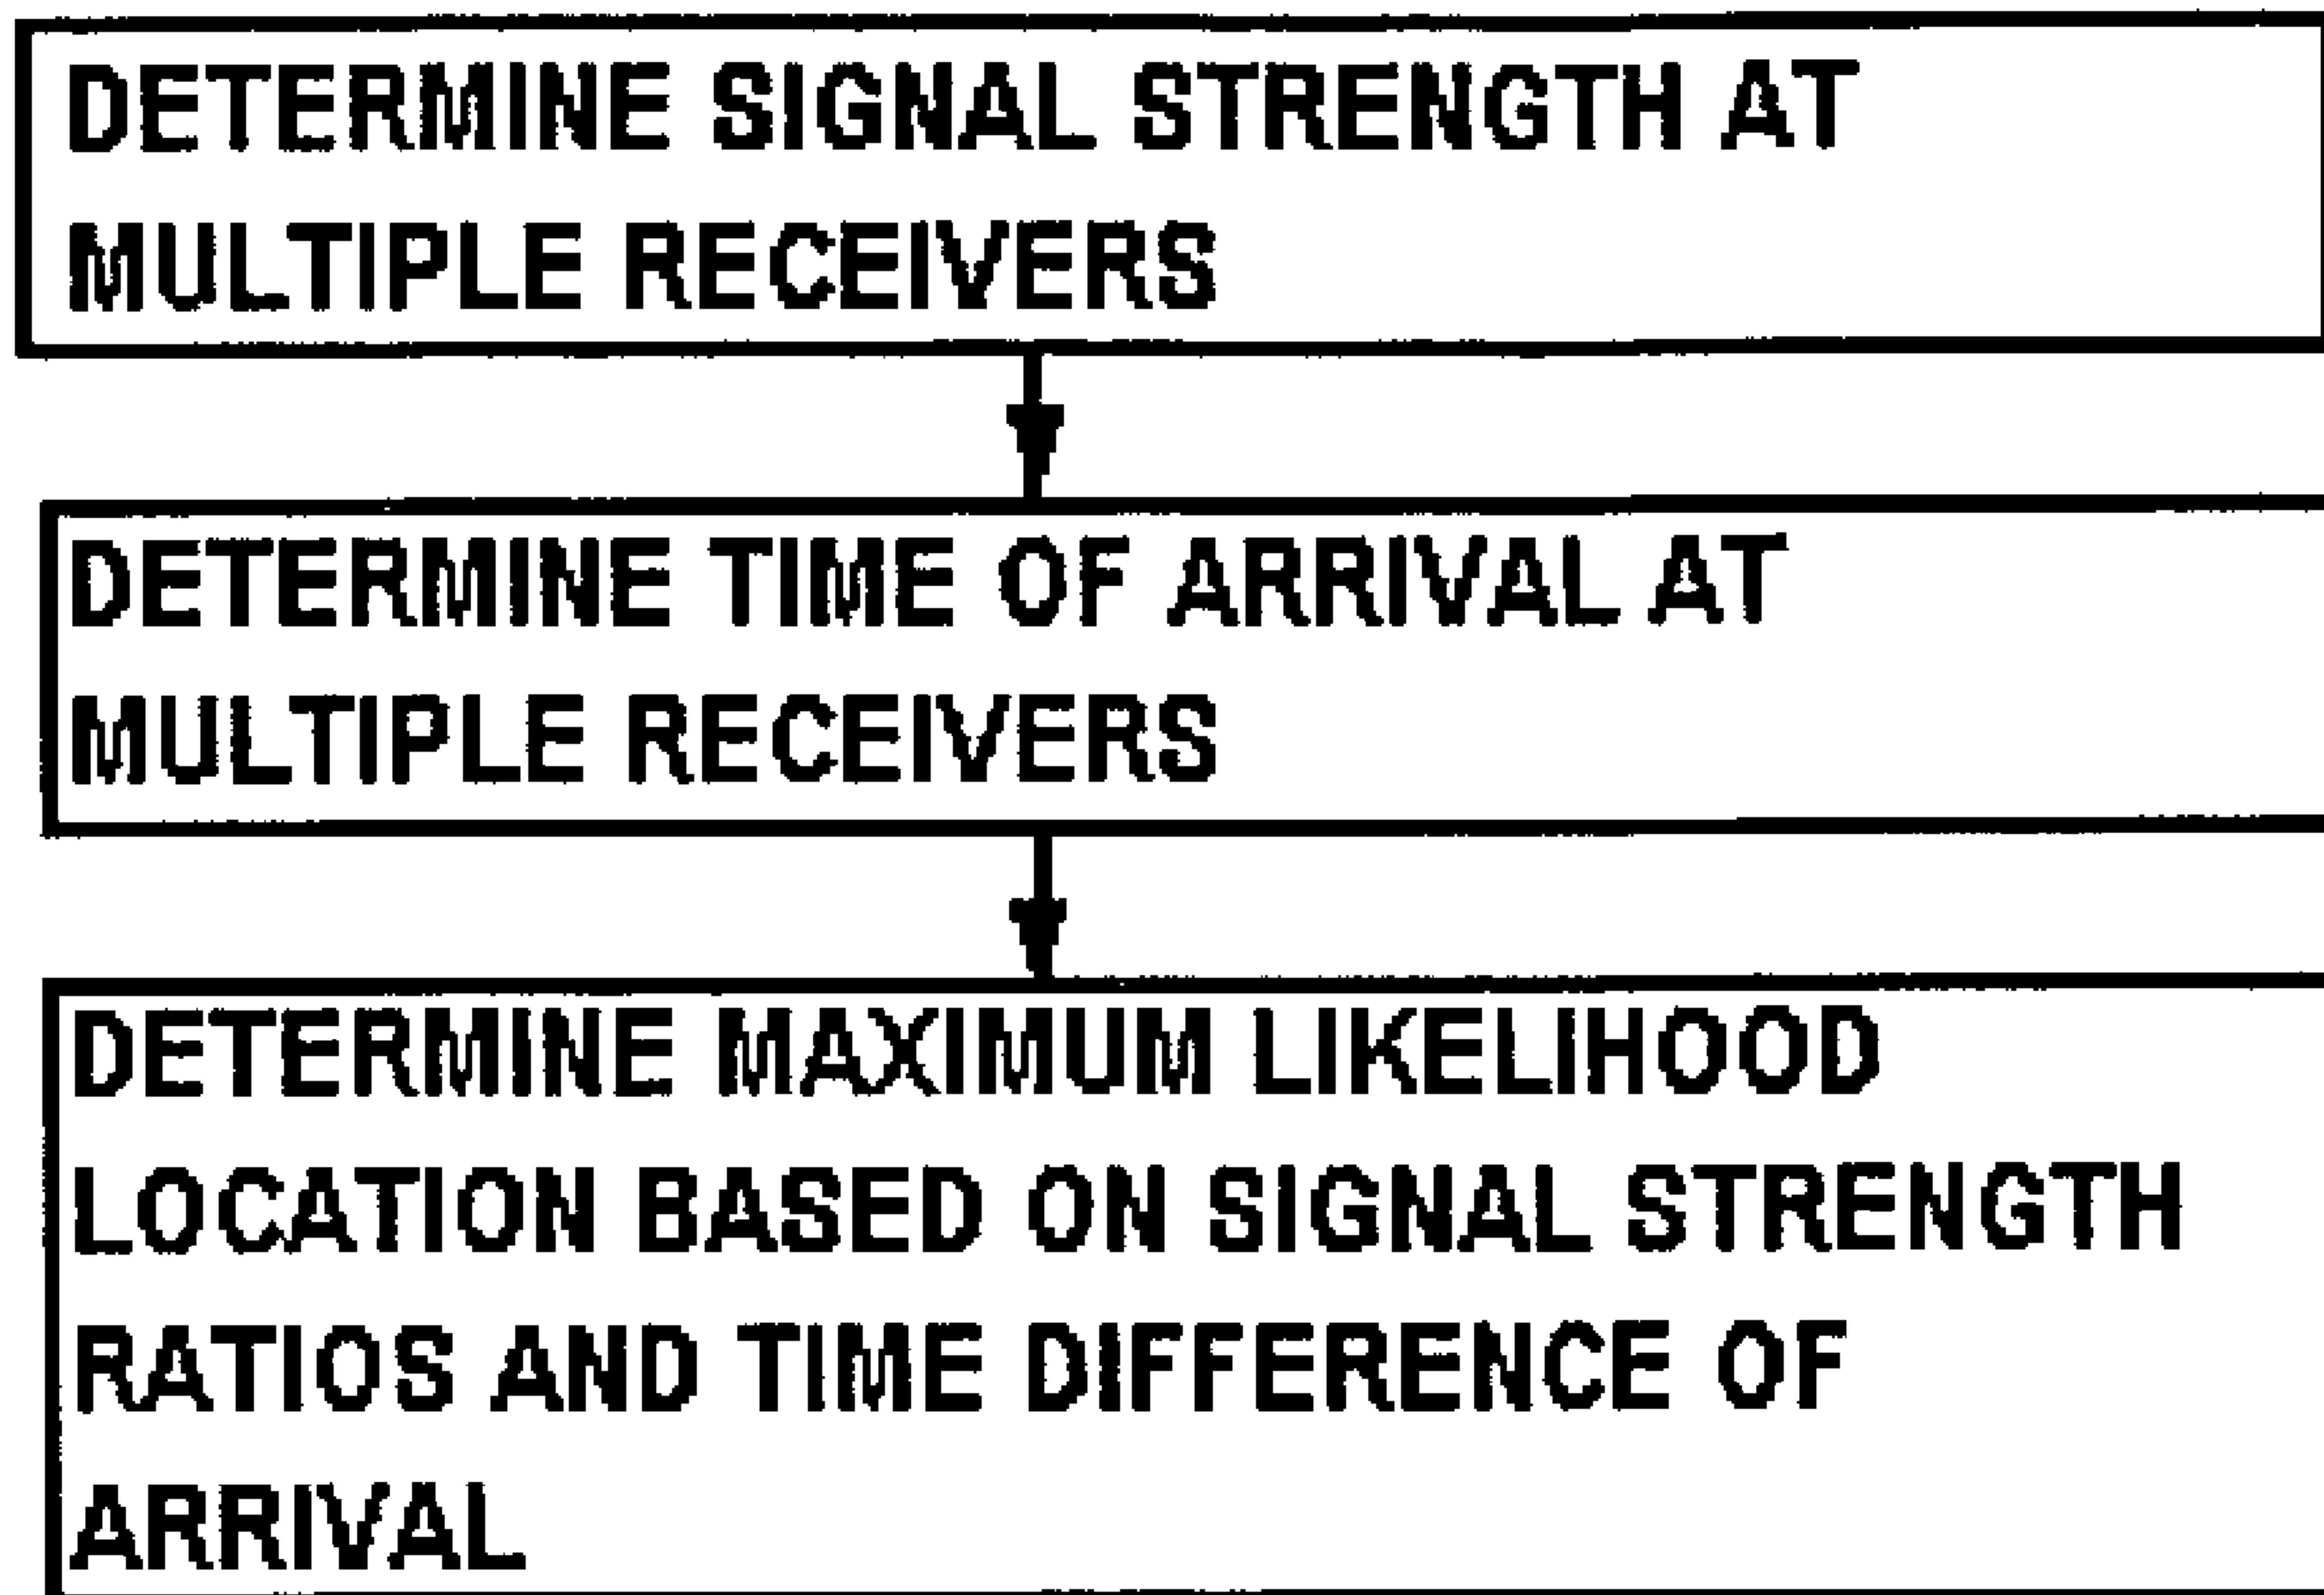 DETERMINE SIGNAL STRENGTH AT
MULTIPLE RECEIVERS
DETERMINE TIME OF ARRIVAL AT
MULTIPLE RECEIVERS
DETERMINE MAXIMUM LIKELIHOOD
LOCATION BASED ON SIGNAL STRENGTH
RATIOS AND TIME DIFFERENCE OF
ARRIVAL